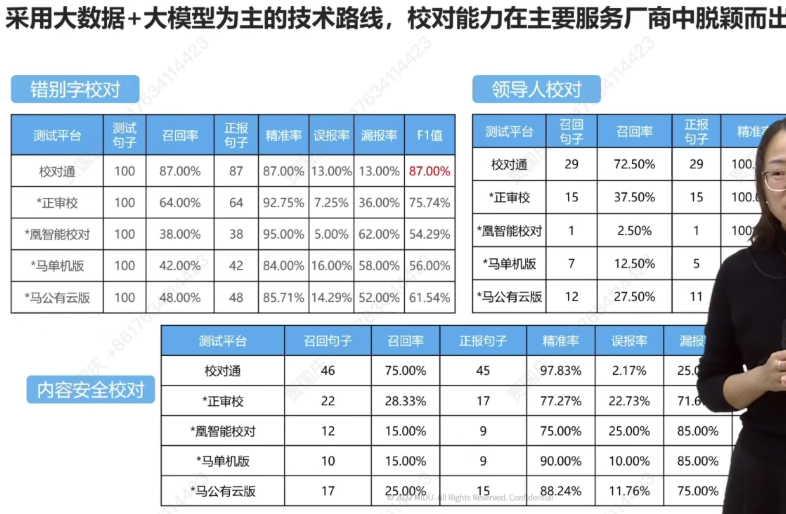 采用大数据+大模型为主的技术路线，校对能力在主要服务厂商中脱颖而出
错别字校对
测试平台 测试句子 召回率 正报句子 精准率 误报率 漏报率 F1值
校对通 100 87.00% 87 87.00% 13.00% 13.00% 87.00%
*正审校 100 64.00% 64 92.75% 7.25% 36.00% 75.74%
*凰智能校对 100 38.00% 38 95.00% 5.00% 62.00% 54.29%
*马单机版 100 42.00% 42 84.00% 16.00% 58.00% 56.00%
*马公有云版 100 48.00% 48 85.71% 14.29% 52.00% 61.54%
领导人校对
测试平台 召回句子 召回率 正报句子 精准
校对通 29 72.50% 29 100.
*正审校 15 37.50% 15 100.
*凰智能校对 1 2.50% 1 100
*马单机版 7 12.50% 5
*马公有云版 12 27.50% 11
内容安全校对
测试平台 召回句子 召回率 正报句子 精准率 误报率 漏报
校对通 46 75.00% 45 97.83% 2.17% 25.
*正审校 22 28.33% 17 77.27% 22.73% 71.6
*凰智能校对 12 15.00% 9 75.00% 25.00% 85.00%
*马单机版 10 15.00% 9 90.00% 10.00% 85.00%
*马公有云版 17 25.00% 15 88.24% 11.76% 75.00%
MIDU. All Rights Reserved. Confidential